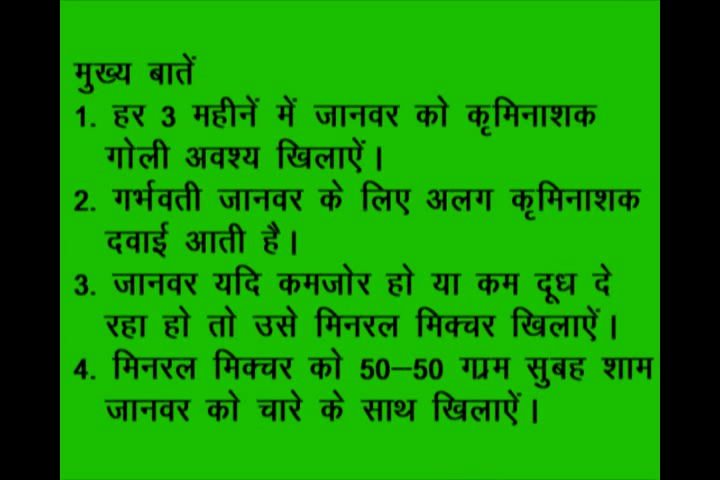 मुख्य बातें
1. हर 3 महीनें में जानवर को कृमिनाशक
गोली अवश्य खिलाऐं।
2. गर्भवती जानवर के लिए अलग कृमिनाशक
दवाई आती है।
3. जानवर यदि कमजोर हो या कम दूध दे
रहा हो तो उसे मिनरल मिक्चर खिलाऐं।
4. मिनरल मिक्चर को 50–50 गा्रम सुबह शाम
जानवर को चारे के साथ खिलाऐं।